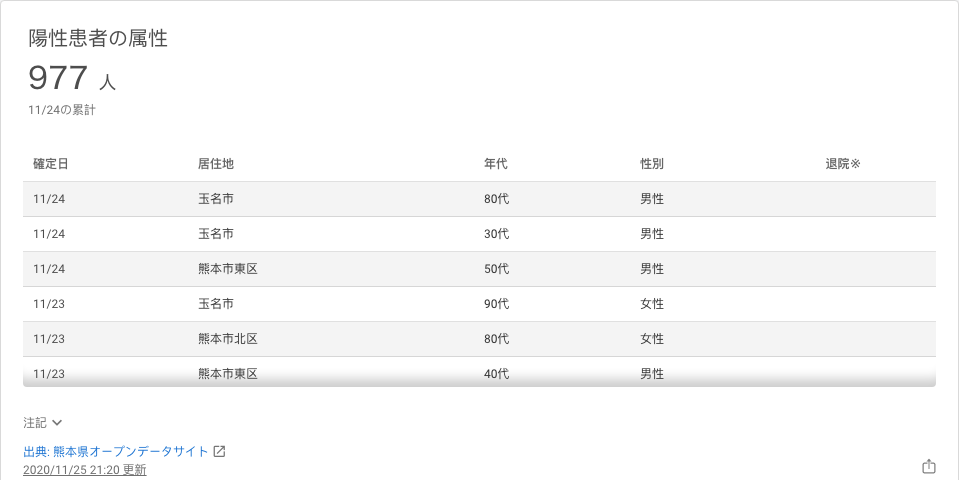 陽性患者の属性
977 人
11/24の累計
確定日 居住地 年代 性別 退院※
11/24 玉名市 80代 男性
11/24 玉名市 30代 男性
11/24 熊本市東区 50代 男性
11/23 玉名市 90代 女性
11/23 熊本市北区 80代 女性
11/23 熊本市東区 40代 男性
注記
出典: 熊本県オープンデータサイト
2020/11/25 21:20 更新